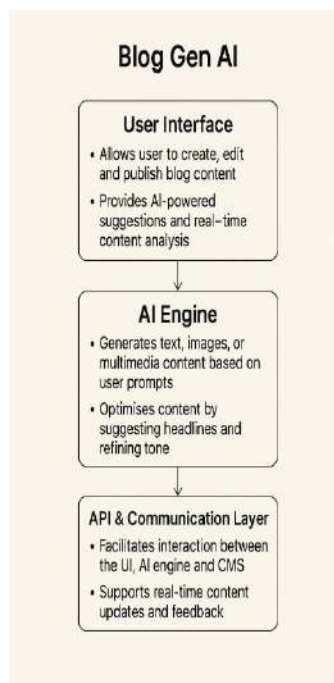 Blog Gen AI
User Interface
• Allows user to create, edit
and publish blog content
• Provides AI-powered
suggestions and real-time
content analysis
AI Engine
• Generates text, images, or
multimedia content based on
user prompts
• Optimises content by
suggesting headlines and
refining tone
API & Communication Layer
• Facilitates interaction between
the UI, AI engine and CMS
• Supports real-time content
updates and feedback